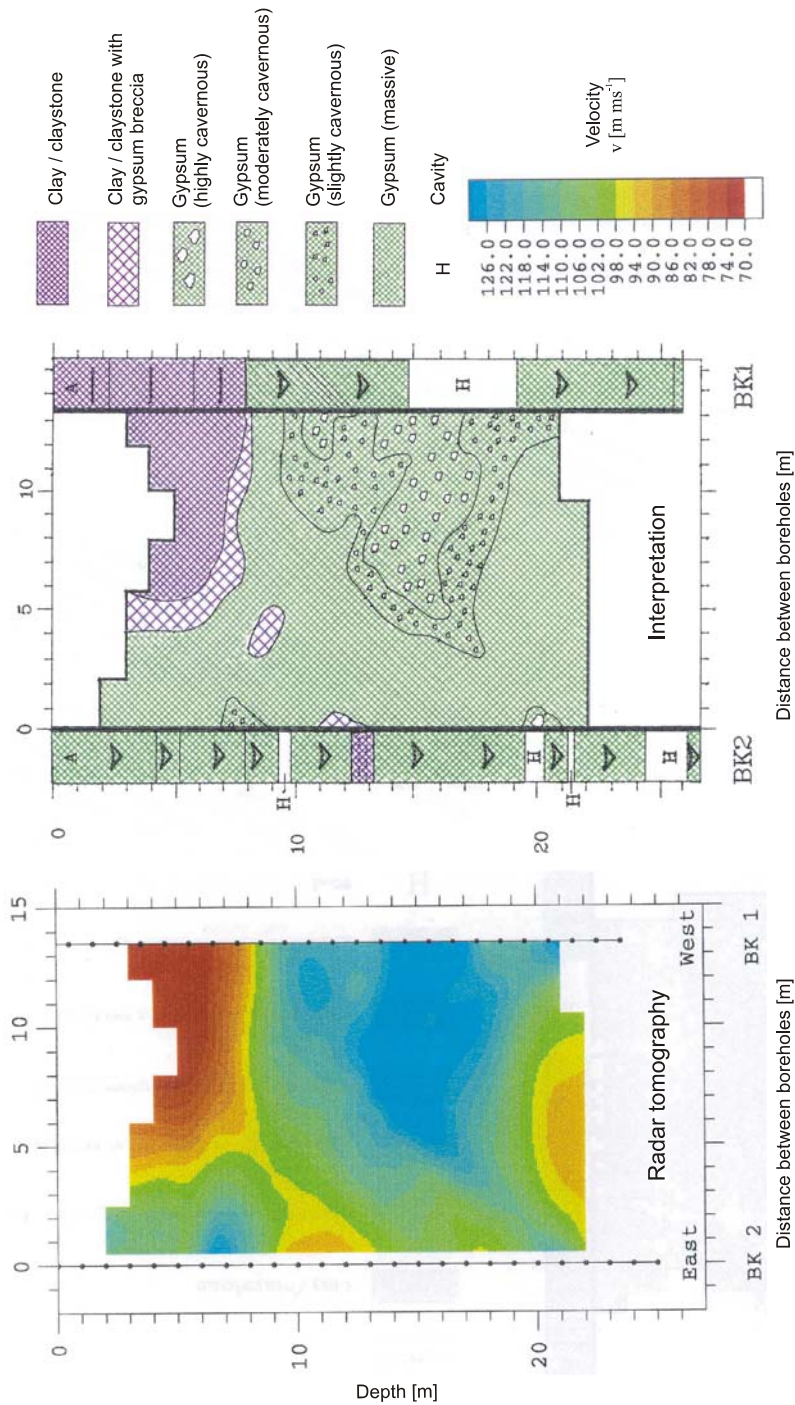 Depth [m]
0
10
20
0
5
10
15
Radar tomography
East
West
BK 2
BK 1
Distance between boreholes [m]
0
10
20
0
5
10
A
H
H
H
H
A
H
Interpretation
BK2
BK1
Distance between boreholes [m]
Clay / claystone
Clay / claystone with
gypsum breccia
Gypsum
(highly cavernous)
Gypsum
(moderately cavernous)
Gypsum
(slightly cavernous)
Gypsum (massive)
H
Cavity
126.0
122.0
118.0
114.0
110.0
106.0
102.0
98.0
94.0
90.0
86.0
82.0
78.0
74.0
70.0
Velocity
v [m ms⁻¹]